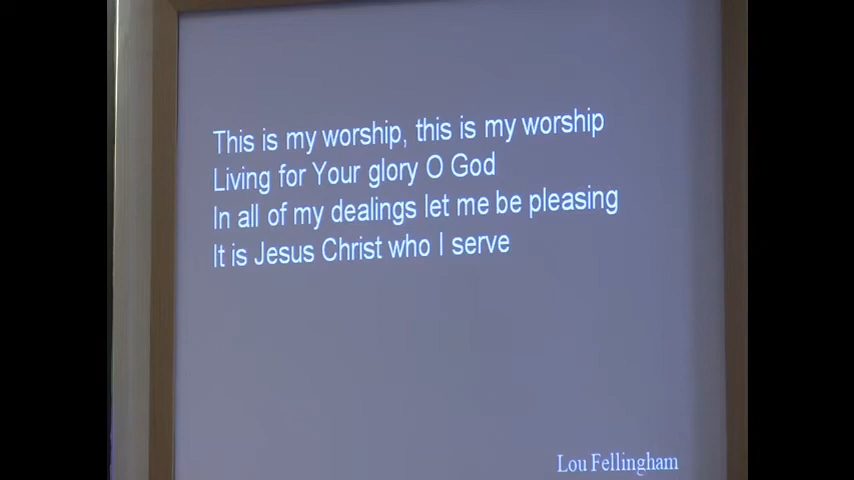 This is my worship, this is my worship
Living for Your glory O God
In all of my dealings let me be pleasing
It is Jesus Christ who I serve
Lou Fellingham